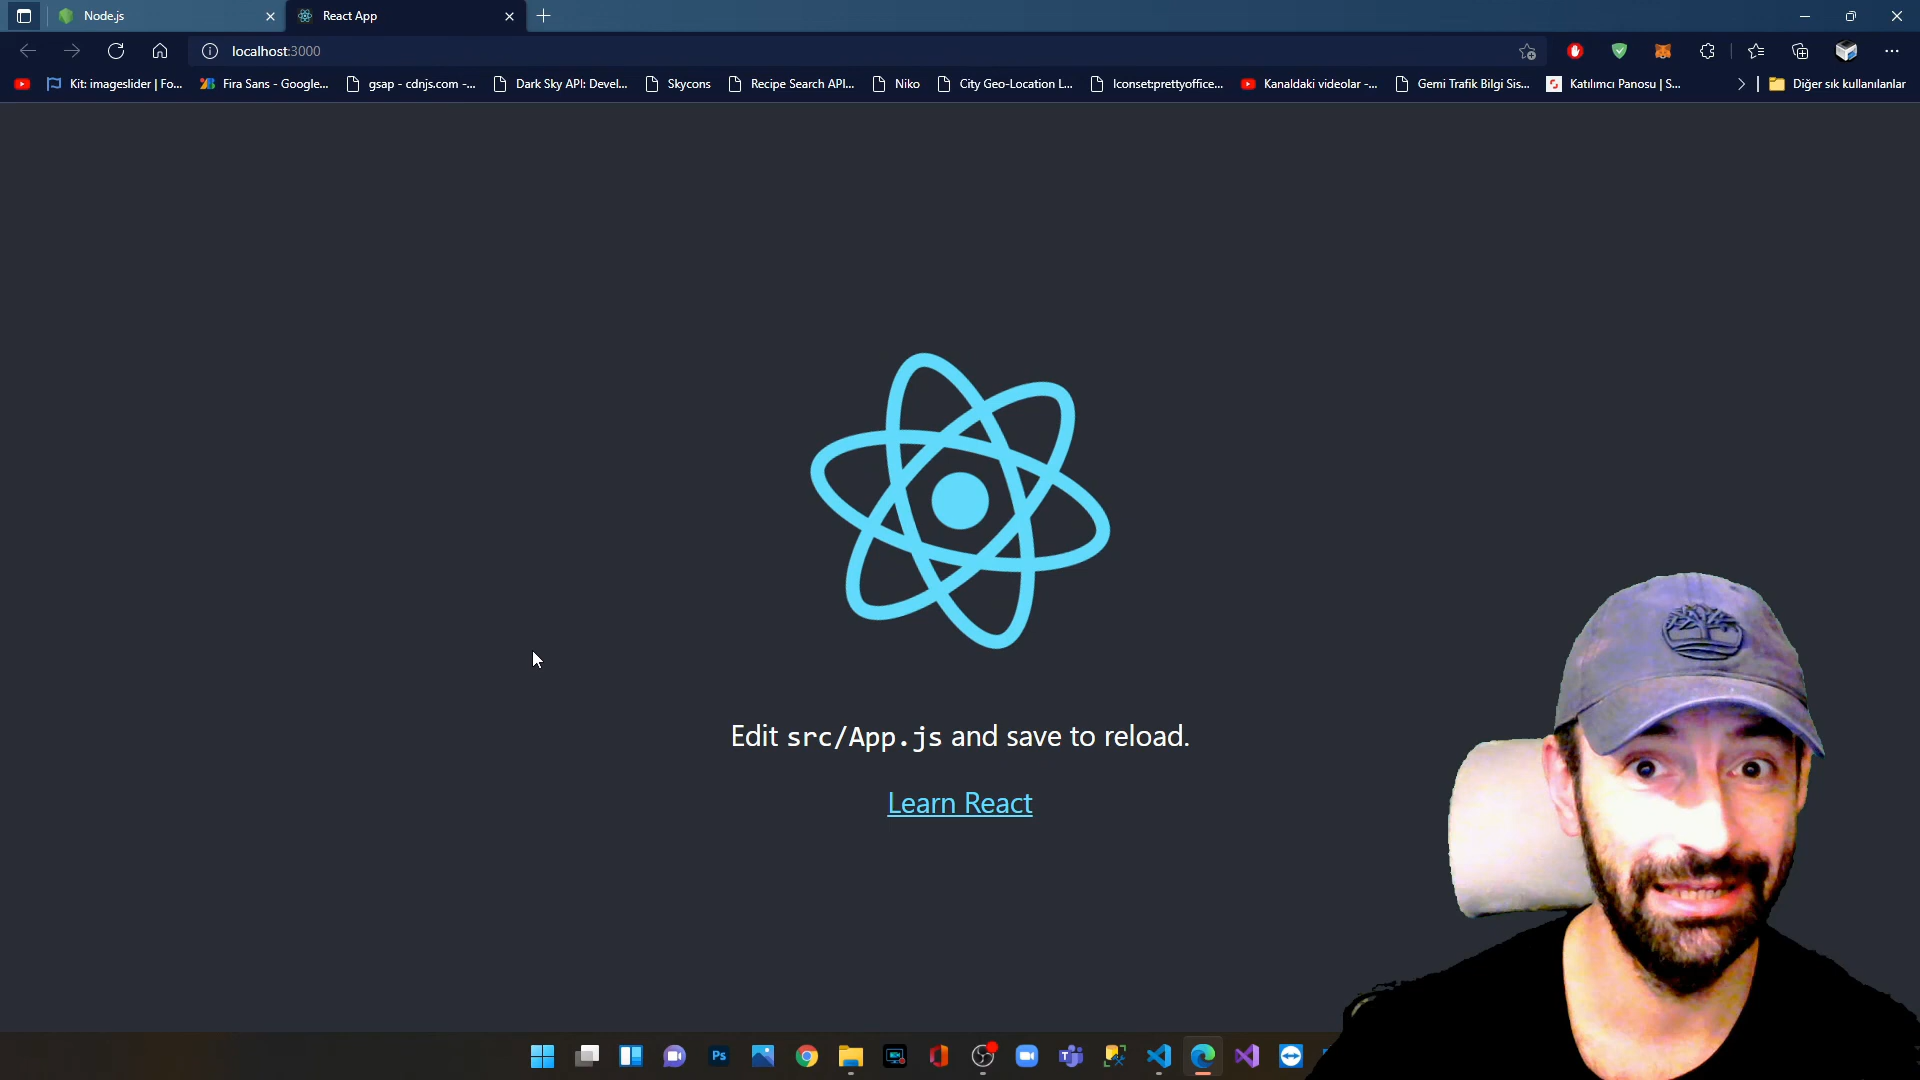 Node.js
React App
localhost:3000
Kit: imageslider | Fo...
Fira Sans - Google...
gsap - cdnjs.com -...
Dark Sky API: Devel...
Skycons
Recipe Search API...
Niko
City Geo-Location L...
Iconset:prettyoffice...
Kanaldaki videolar -...
Gemi Trafik Bilgi Sis...
Katılımcı Panosu | S...
Diğer sık kullanılanlar
Edit src/App.js and save to reload.
Learn React
Ps